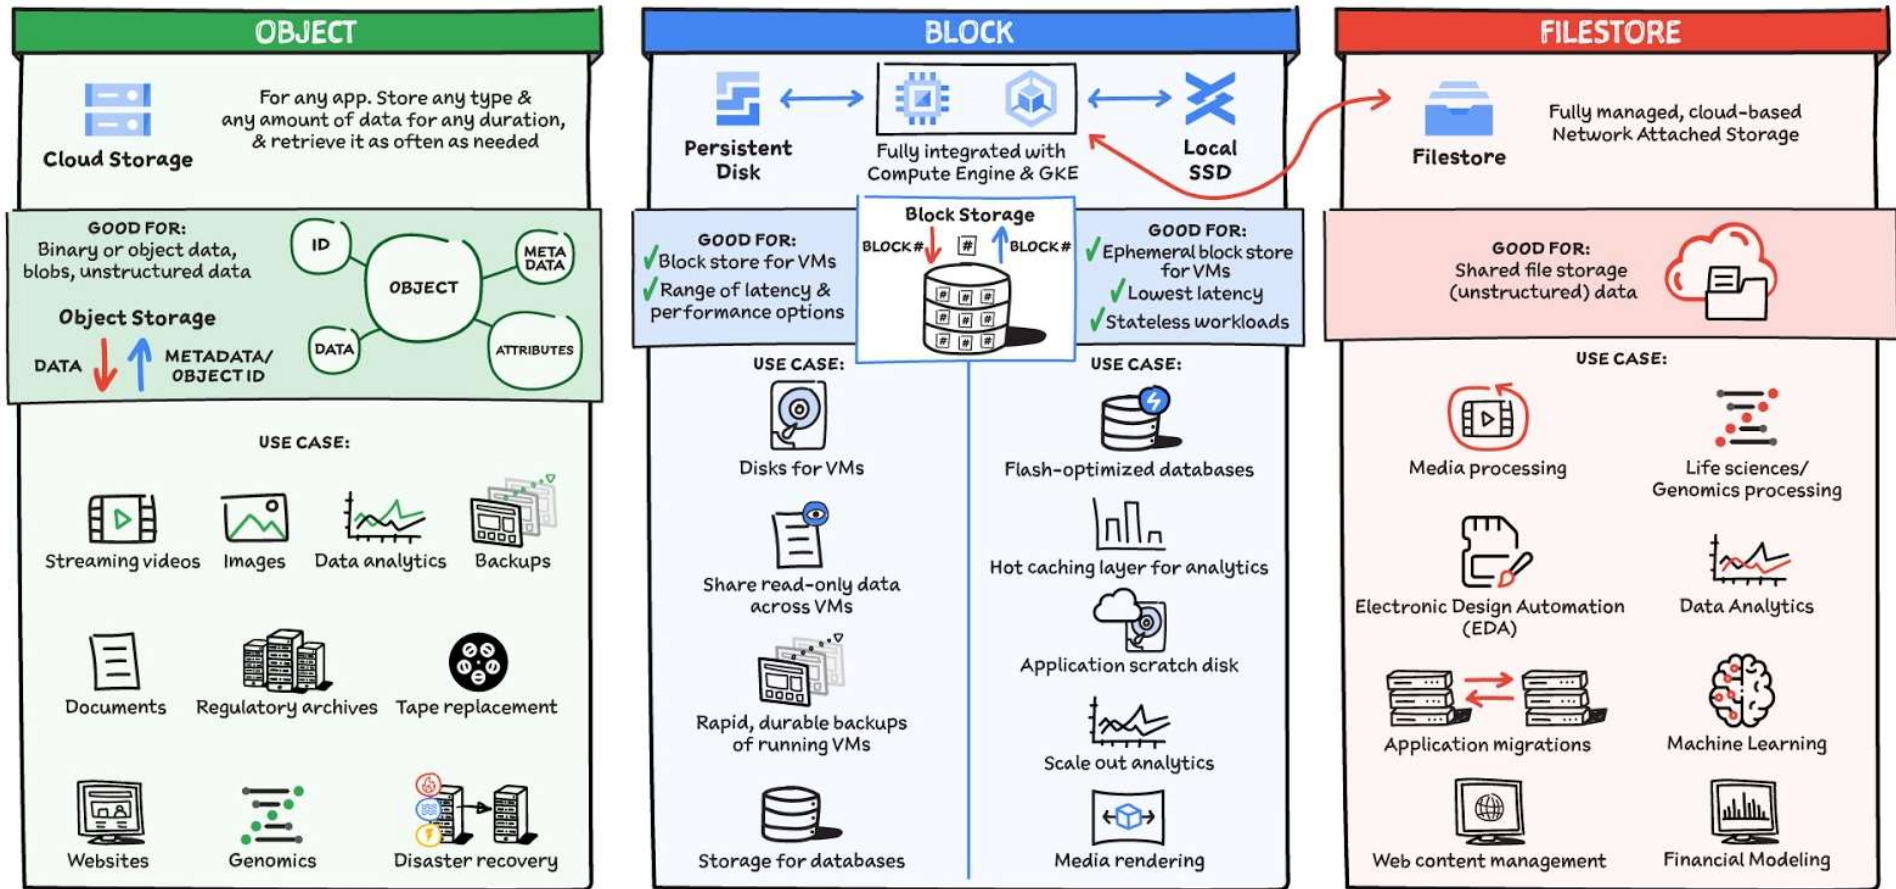 OBJECT
Cloud Storage
For any app. Store any type &
any amount of data for any duration,
& retrieve it as often as needed
GOOD FOR:
Binary or object data,
blobs, unstructured data
Object Storage
DATA
METADATA/
OBJECT ID
ID
META
DATA
OBJECT
DATA
ATTRIBUTES
USE CASE:
Streaming videos
Images
Data analytics
Backups
Documents
Regulatory archives
Tape replacement
Websites
Genomics
Disaster recovery
BLOCK
Persistent
Disk
Fully integrated with
Compute Engine & GKE
Local
SSD
GOOD FOR:
Block store for VMs
Range of latency &
performance options
Block Storage
BLOCK#
#
BLOCK#
# # #
# # #
# # #
GOOD FOR:
Ephemeral block store
for VMs
Lowest latency
Stateless workloads
USE CASE:
Disks for VMs
Share read-only data
across VMs
Rapid, durable backups
of running VMs
Storage for databases
USE CASE:
Flash-optimized databases
Hot caching layer for analytics
Application scratch disk
Scale out analytics
Media rendering
FILESTORE
Filestore
Fully managed, cloud-based
Network Attached Storage
GOOD FOR:
Shared file storage
(unstructured) data
USE CASE:
Media processing
Life sciences/
Genomics processing
Electronic Design Automation
(EDA)
Data Analytics
Application migrations
Machine Learning
Web content management
Financial Modeling